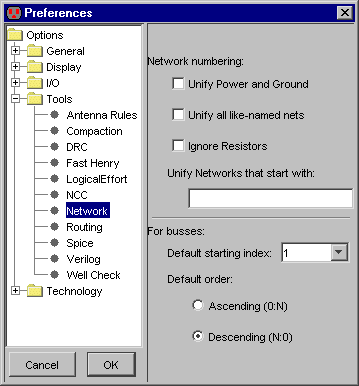 Preferences
Options
General
Display
I/O
Tools
Antenna Rules
Compaction
DRC
Fast Henry
LogicalEffort
NCC
Network
Routing
Spice
Verilog
Well Check
Technology
Cancel
OK
Network numbering:
Unify Power and Ground
Unify all like-named nets
Ignore Resistors
Unify Networks that start with:
For busses:
Default starting index: 1
Default order:
Ascending (0:N)
Descending (N:0)